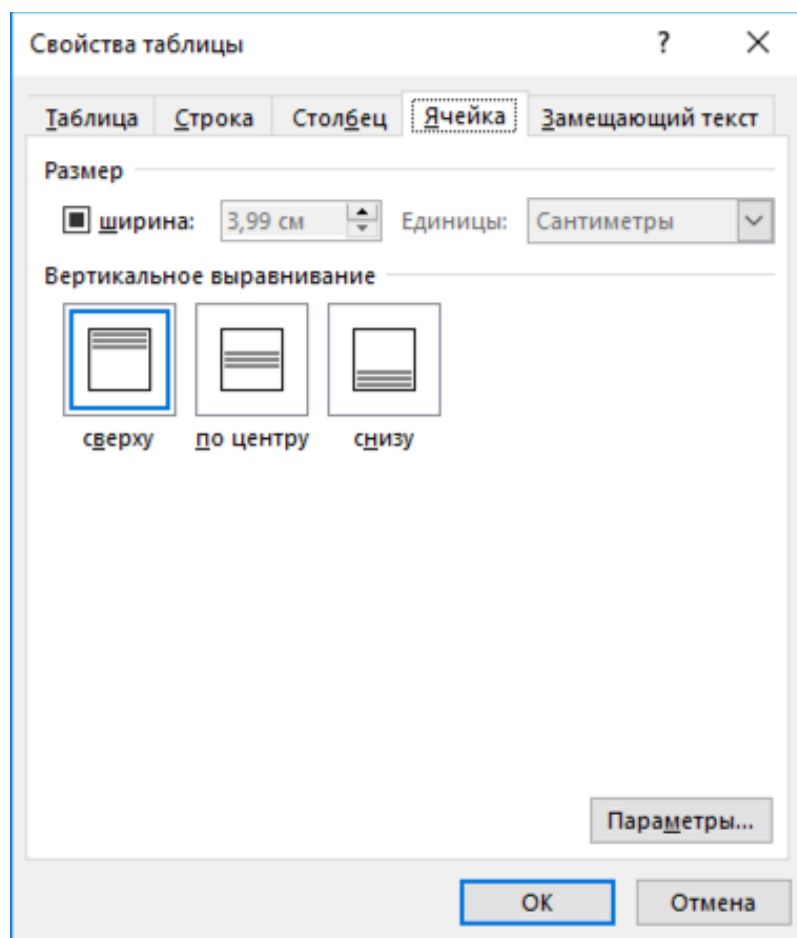 Свойства таблицы ?
Таблица Строка Столбец Ячейка Замещающий текст
Размер
ширина: 3,99 см Единицы: Сантиметры
Вертикальное выравнивание
сверху по центру снизу
Параметры...
ОК Отмена